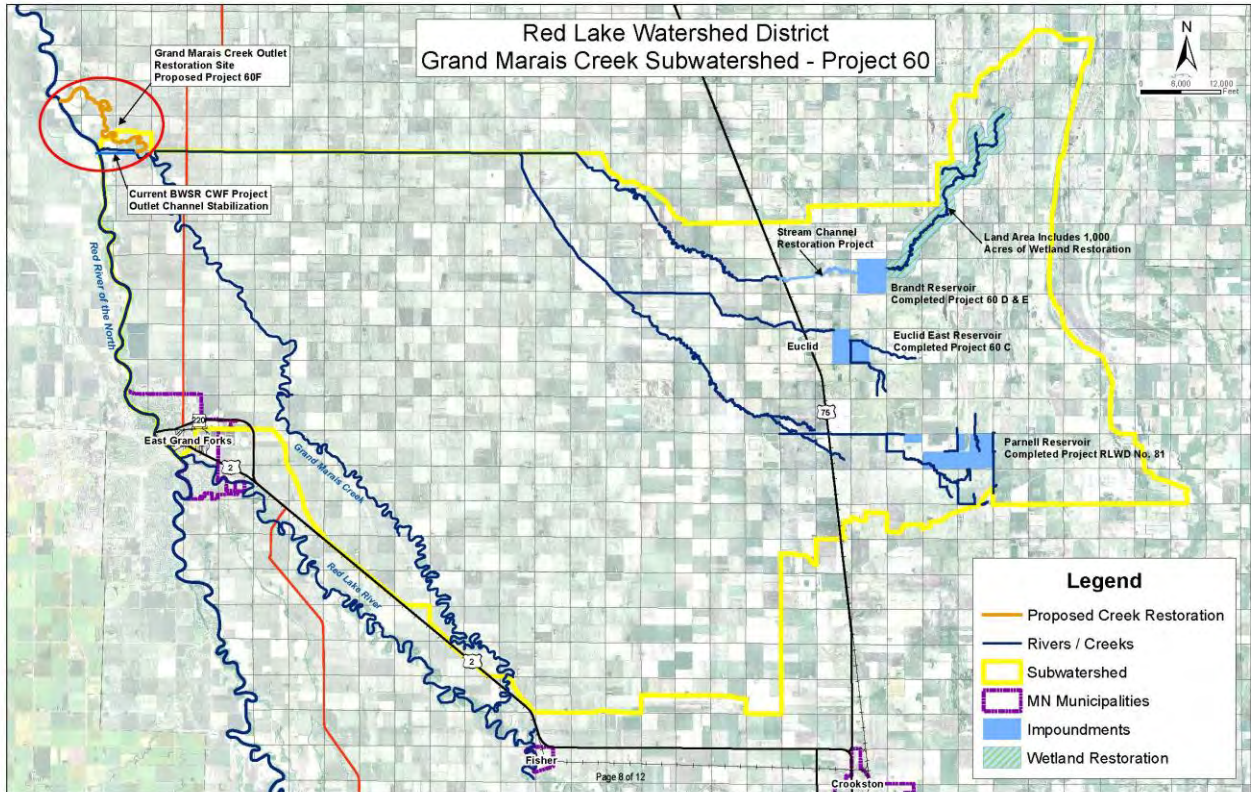 Red Lake Watershed District
Grand Marais Creek Subwatershed - Project 60
N
0 6,000 12,000
Feet
Grand Marais Creek Outlet
Restoration Site
Proposed Project 60F
Current BWSR CWF Project
Outlet Channel Stabilization
Stream Channel
Restoration Project
Land Area Includes 1,000
Acres of Wetland Restoration
Brandt Reservoir
Completed Project 60 D & E
Red River of the North
Euclid
Euclid East Reservoir
Completed Project 60 C
75
220
East Grand Forks
2
Grand Marais Creek
Parnell Reservoir
Completed Project RLWD No. 81
Red Lake River
2
Fisher
Crookston
Page 8 of 12
Legend
Proposed Creek Restoration
Rivers / Creeks
Subwatershed
MN Municipalities
Impoundments
Wetland Restoration